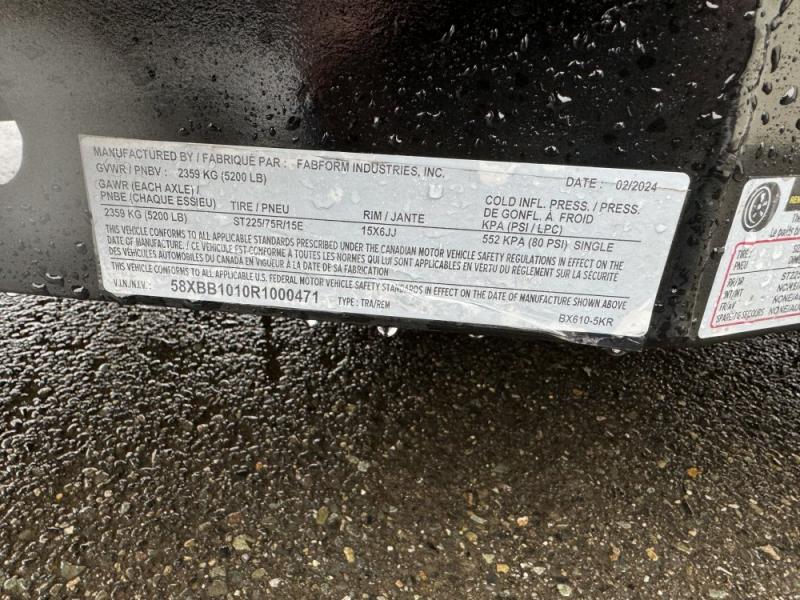 MANUFACTURED BY / FABRIQUÉ PAR : FABFORM INDUSTRIES, INC. DATE : 02/2024
GVWR / PNBV : 2359 KG (5200 LB)
GAWR (EACH AXLE) /
PNBE (CHAQUE ESSIEU) TIRE / PNEU RIM / JANTE COLD INFL. PRESS. / PRESS. DE GONFL. À FROID KPA (PSI / LPC)
2359 KG (5200 LB) ST225/75R/15E 15X6JJ 552 KPA (80 PSI) SINGLE
THIS VEHICLE CONFORMS TO ALL APPLICABLE STANDARDS PRESCRIBED UNDER THE CANADIAN MOTOR VEHICLE SAFETY REGULATIONS IN EFFECT ON THE
DATE OF MANUFACTURE / CE VÉHICULE EST CONFORME À TOUTES LES NORMES QUI LUI SONT APPLICABLES EN VERTU DU RÈGLEMENT SUR LA SÉCURITÉ
DES VÉHICULES AUTOMOBILES DU CANADA EN VIGUEUR À LA DATE DE SA FABRICATION
THIS VEHICLE CONFORMS TO ALL APPLICABLE U.S. FEDERAL MOTOR VEHICLE SAFETY STANDARDS IN EFFECT ON THE DATE OF MANUFACTURE SHOWN ABOVE
V.I.N./N.I.V. : 58XBB1010R1000471 TYPE : TRA/REM BX610-5KR
TIRE
PNEU